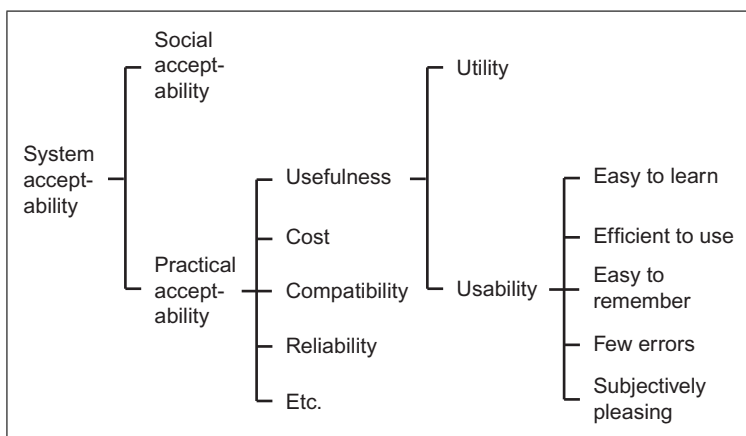 System
accept-
ability
Social
accept-
ability
Practical
accept-
ability
Usefulness
Cost
Compatibility
Reliability
Etc.
Utility
Usability
Easy to learn
Efficient to use
Easy to
remember
Few errors
Subjectively
pleasing